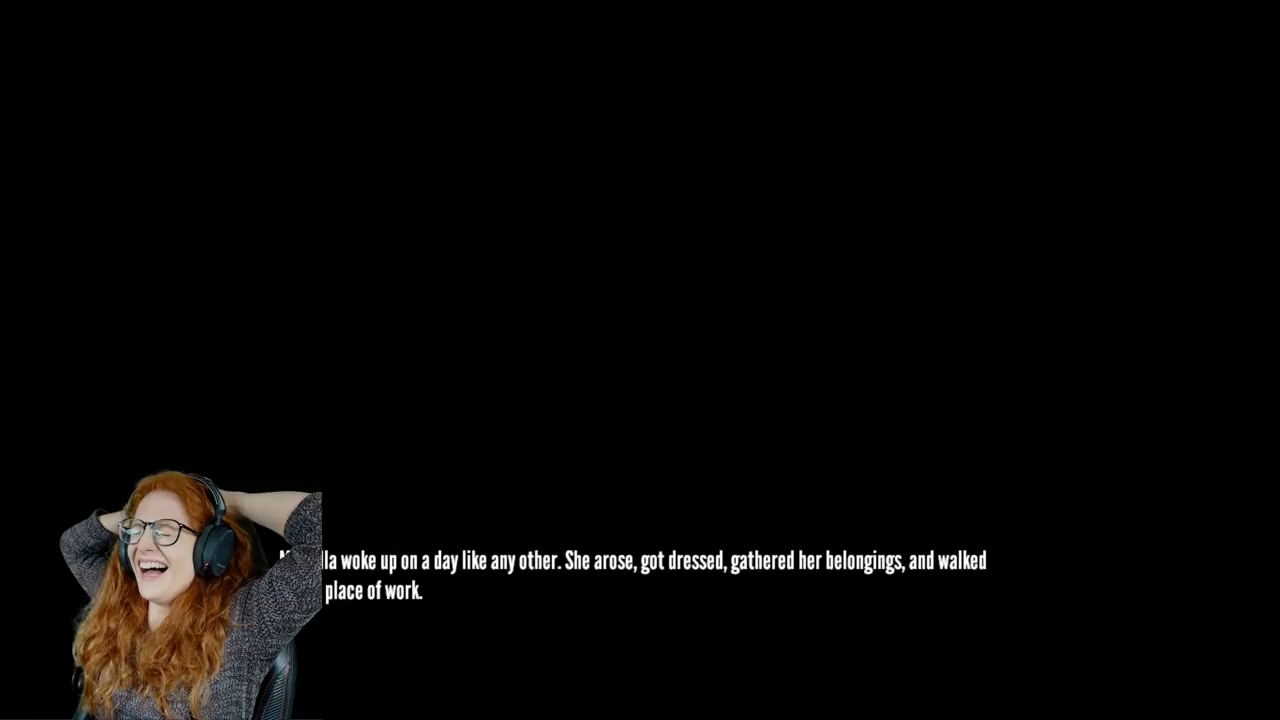 woke up on a day like any other. She arose, got dressed, gathered her belongings, and walked
place of work.